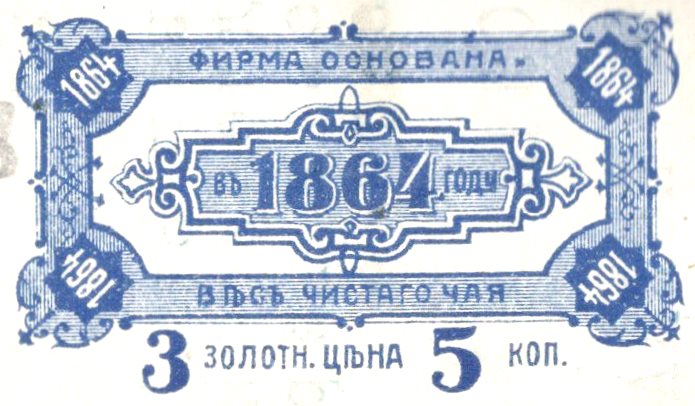 1864 ФИРМА ОСНОВАНА 1864
въ 1864 году
1864 ВѢСЪ ЧИСТАГО ЧАЯ 1864
3 ЗОЛОТН. ЦѢНА 5 КОП.